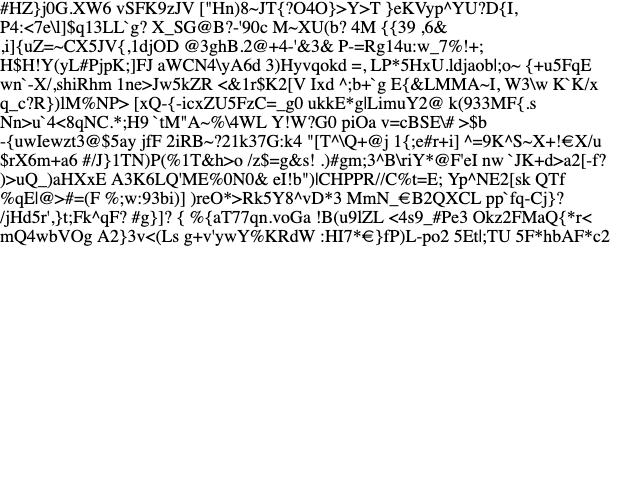 #HZ}j0G.XW6 vSFK9zJV ["Hn)8~JT{?O4O}>Y>T }eKVyp^YU?D{I,
P4:<7e\l]$q13LL`g? X_SG@B?-'90c M~XU(b? 4M {{39 ,6&
,i]{uZ=~CX5JV{,1djOD @3ghB.2@+4-'&3& P-=Rg14u:w_7%!+;
H$H!Y(yL#PjpK;]FJ aWCN4\yA6d 3)Hyvqokd =, LP*5HxU.ldjaob|;o~ {+u5FqE
wn`-X/,shiRhm 1ne>Jw5kZR <&1r$K2[V Ixd ^;b+`g E{&LMMA~I, W3\w K`K/x
q_c?R})lM%NP> [xQ-{-icxZU5FzC=_g0 ukkE*g|LimuY2@ k(933MF{.s
Nn>u`4<8qNC.*;H9 `tM"A~%\4WL Y!W?G0 piOa v=cBSE\# >$b
-{uwIewzt3@$5ay jfF 2iRB~?21k37G:k4 "[T^\Q+@j 1{;e#r+i] ^=9K^S~X+!€X/u
$rX6m+a6 #/J}1TN)P(%1T&h>o /z$=g&s! .)#gm;3^B\riY*@F'eI nw `JK+d>a2[-f?
)>uQ_)aHXxE A3K6LQ'ME%0N0& eI!b")|CHPPR//C%t=E; Yp^NE2[sk QTf
%qE|@>#=(F %;w:93bi)] )reO*>Rk5Y8^vD*3 MmN_€B2QXCL pp`fq-Cj}?
/jHd5r',}t;Fk^qF? #g}]? { %{aT77qn.voGa !B(u9lZL <4s9_#Pe3 Okz2FMaQ{*r<
mQ4wbVOg A2}3v<(Ls g+v'ywY%KRdW :HI7*€}fP)L-po2 5Et|;TU 5F*hbAF*c2